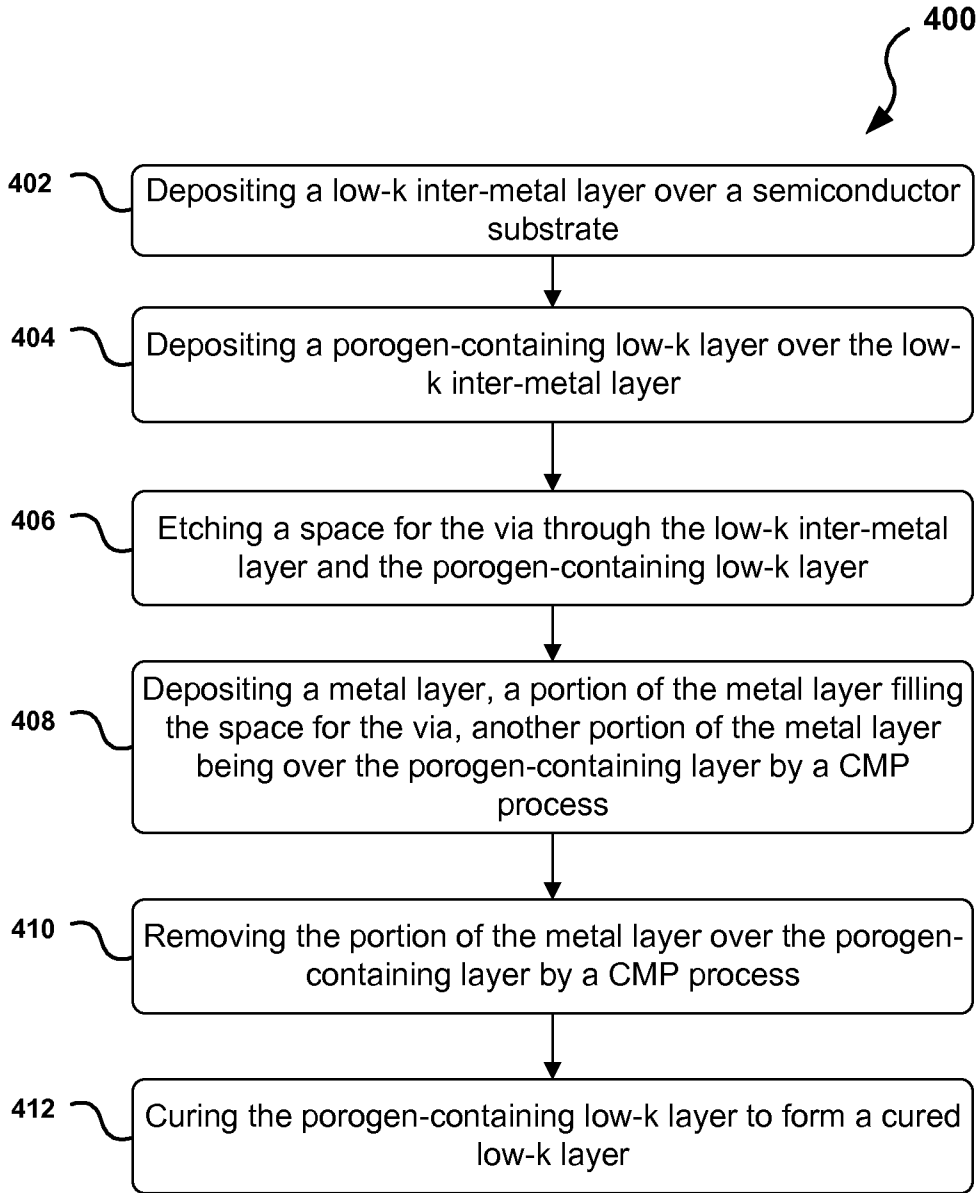 400
402
Depositing a low-k inter-metal layer over a semiconductor
substrate
404
Depositing a porogen-containing low-k layer over the low-
k inter-metal layer
406
Etching a space for the via through the low-k inter-metal
layer and the porogen-containing low-k layer
408
Depositing a metal layer, a portion of the metal layer filling
the space for the via, another portion of the metal layer
being over the porogen-containing layer by a CMP
process
410
Removing the portion of the metal layer over the porogen-
containing layer by a CMP process
412
Curing the porogen-containing low-k layer to form a cured
low-k layer